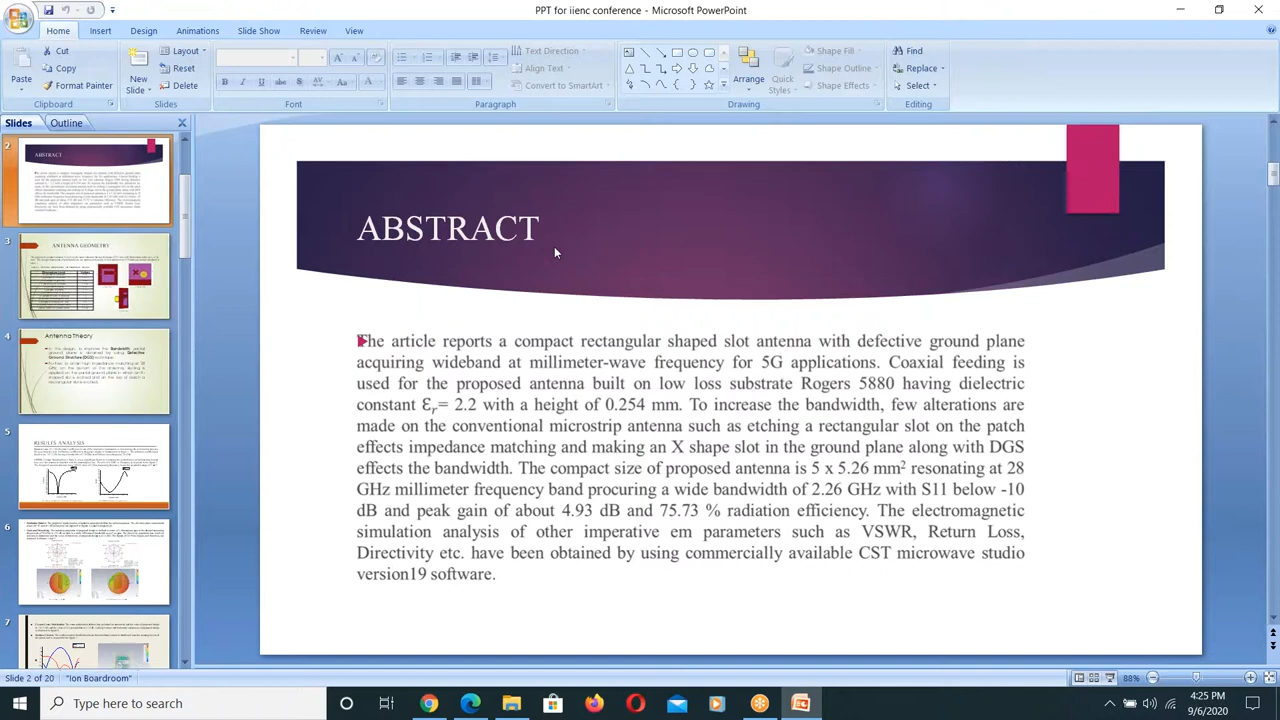 PPT for iienc conference - Microsoft PowerPoint
Home Insert Design Animations Slide Show Review View
Paste Cut Copy Format Painter
New Slide Layout Reset Delete
Text Direction Align Text Convert to SmartArt
Arrange Quick Styles Shape Fill Shape Outline Shape Effects
Find Replace Select
Clipboard Slides Font Paragraph Drawing Editing
Slides Outline
2
ABSTRACT
3
ANTENNA GEOMETRY
4
Antenna Theory
5
RESULTS ANALYSIS
6
7
ABSTRACT
The article reports a compact rectangular shaped slot antenna with defective ground plane
acquiring wideband at millimeter-wave frequency for 5G applications. Coaxial feeding is
used for the proposed antenna built on low loss substrate Rogers 5880 having dielectric
constant Ɛr= 2.2 with a height of 0.254 mm. To increase the bandwidth, few alterations are
made on the conventional microstrip antenna such as etching a rectangular slot on the patch
effects impedance matching and making an X shape slot in the ground plane along with DGS
effects the bandwidth. The compact size of proposed antenna is 5 x 5.26 mm² resonating at 28
GHz millimeter frequency band procuring a wide bandwidth of 2.26 GHz with S11 below -10
dB and peak gain of about 4.93 dB and 75.73 % radiation efficiency. The electromagnetic
simulation analysis of other imperative em parameters such as VSWR, Return Loss,
Directivity etc. have been obtained by using commercially available CST microwave studio
version19 software.
Slide 2 of 20 "Ion Boardroom" 88%
Type here to search
4:25 PM
9/6/2020